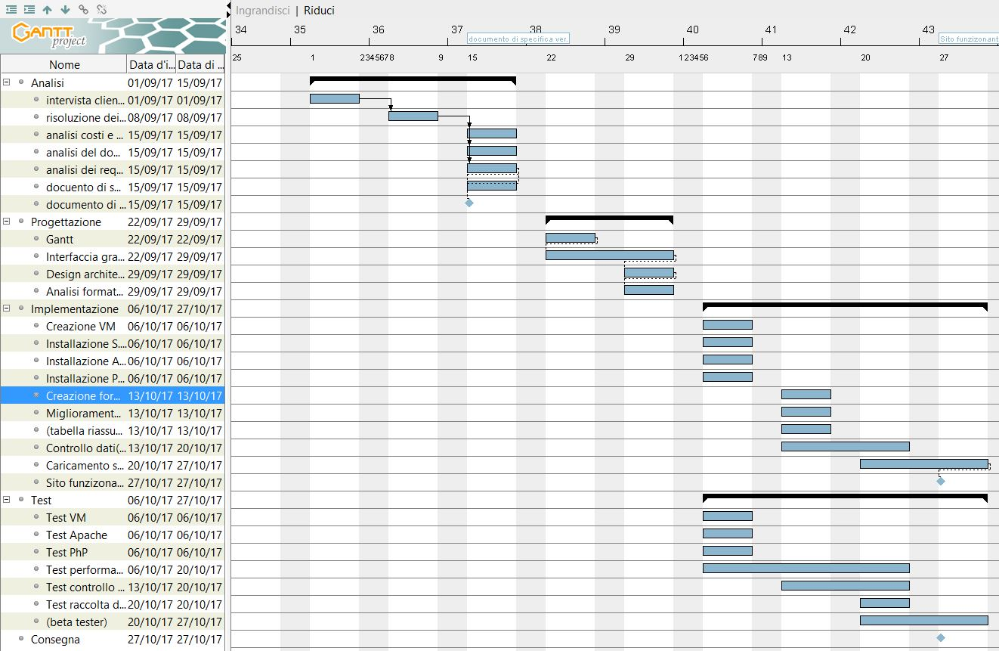 Ingrandisci | Riduci
GANTT
project
34 35 36 37 38 39 40 41 42 43
documento di specifica ver.
Sito funzizonant
25 1 2345678 9 15 22 29 123456 789 13 20 27
Nome Data d'i... Data di ...
Analisi 01/09/17 15/09/17
intervista clien... 01/09/17 01/09/17
risoluzione dei... 08/09/17 08/09/17
analisi costi e ... 15/09/17 15/09/17
analisi del do... 15/09/17 15/09/17
analisi dei req... 15/09/17 15/09/17
docuento di s... 15/09/17 15/09/17
documento di ... 15/09/17 15/09/17
Progettazione 22/09/17 29/09/17
Gantt 22/09/17 22/09/17
Interfaccia gra... 22/09/17 29/09/17
Design archite... 29/09/17 29/09/17
Analisi format... 29/09/17 29/09/17
Implementazione 06/10/17 27/10/17
Creazione VM 06/10/17 06/10/17
Installazione S.... 06/10/17 06/10/17
Installazione A... 06/10/17 06/10/17
Installazione P... 06/10/17 06/10/17
Creazione for... 13/10/17 13/10/17
Migliorament... 13/10/17 13/10/17
(tabella riassu... 13/10/17 13/10/17
Controllo dati(... 13/10/17 20/10/17
Caricamento s... 20/10/17 27/10/17
Sito funzizona... 27/10/17 27/10/17
Test 06/10/17 27/10/17
Test VM 06/10/17 06/10/17
Test Apache 06/10/17 06/10/17
Test PhP 06/10/17 06/10/17
Test performa... 06/10/17 20/10/17
Test controllo ... 13/10/17 20/10/17
Test raccolta d... 20/10/17 20/10/17
(beta tester) 20/10/17 27/10/17
Consegna 27/10/17 27/10/17